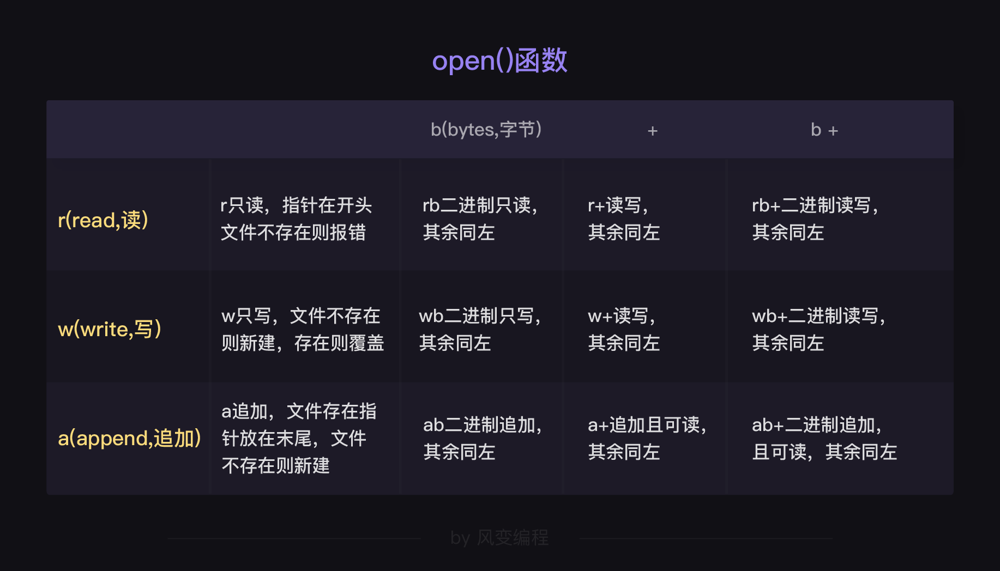 open()函数
b(bytes,字节)
+
b +
r(read,读)
r只读，指针在开头
文件不存在则报错
rb二进制只读，
其余同左
r+读写，
其余同左
rb+二进制读写，
其余同左
w(write,写)
w只写，文件不存在
则新建，存在则覆盖
wb二进制只写，
其余同左
w+读写，
其余同左
wb+二进制读写，
其余同左
a(append,追加)
a追加，文件存在指
针放在末尾，文件
不存在则新建
ab二进制追加，
其余同左
a+追加且可读，
其余同左
ab+二进制追加，
且可读，其余同左
by 风变编程